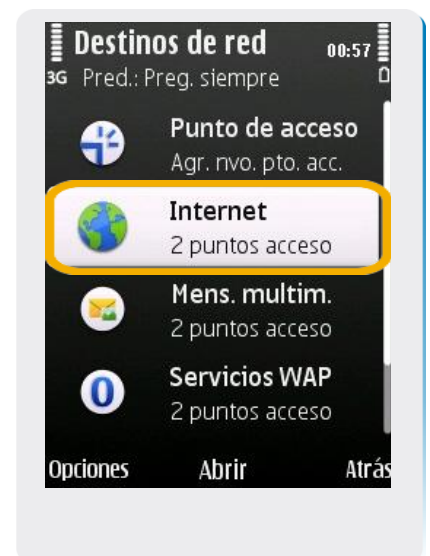 Destinos de red 00:57
3G Pred.: Preg. siempre
Punto de acceso
Agr. nvo. pto. acc.
Internet
2 puntos acceso
Mens. multim.
2 puntos acceso
Servicios WAP
2 puntos acceso
Opciones Abrir Atrás